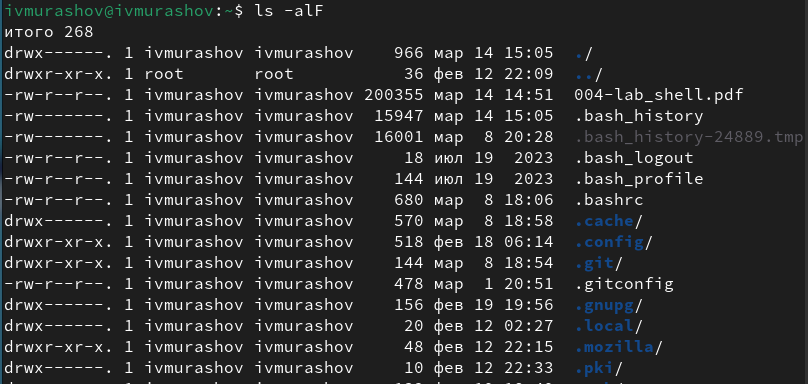 ivmurashov@ivmurashov:~$ ls -alF
итого 268
drwx------. 1 ivmurashov ivmurashov    966 мар 14 15:05  ./
drwxr-xr-x. 1 root       root           36 фев 12 22:09  ../
-rw-r--r--. 1 ivmurashov ivmurashov 200355 мар 14 14:51  004-lab_shell.pdf
-rw-------. 1 ivmurashov ivmurashov  15947 мар 14 15:05  .bash_history
-rw-------. 1 ivmurashov ivmurashov  16001 мар  8 20:28  .bash_history-24889.tmp
-rw-r--r--. 1 ivmurashov ivmurashov     18 июл 19  2023  .bash_logout
-rw-r--r--. 1 ivmurashov ivmurashov    144 июл 19  2023  .bash_profile
-rw-r--r--. 1 ivmurashov ivmurashov    680 мар  8 18:06  .bashrc
drwx------. 1 ivmurashov ivmurashov    570 мар  8 18:58  .cache/
drwxr-xr-x. 1 ivmurashov ivmurashov    518 фев 18 06:14  .config/
drwxr-xr-x. 1 ivmurashov ivmurashov    144 мар  8 18:54  .git/
-rw-r--r--. 1 ivmurashov ivmurashov    478 мар  1 20:51  .gitconfig
drwx------. 1 ivmurashov ivmurashov    156 фев 19 19:56  .gnupg/
drwx------. 1 ivmurashov ivmurashov     20 фев 12 02:27  .local/
drwxr-xr-x. 1 ivmurashov ivmurashov     48 фев 12 22:15  .mozilla/
drwx------. 1 ivmurashov ivmurashov     10 фев 12 22:33  .pki/